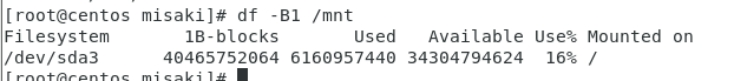 [root@centos misaki]# df -B1 /mnt
Filesystem       1B-blocks       Used   Available Use% Mounted on
/dev/sda3      40465752064 6160957440 34304794624  16% /
[root@centos misaki]#